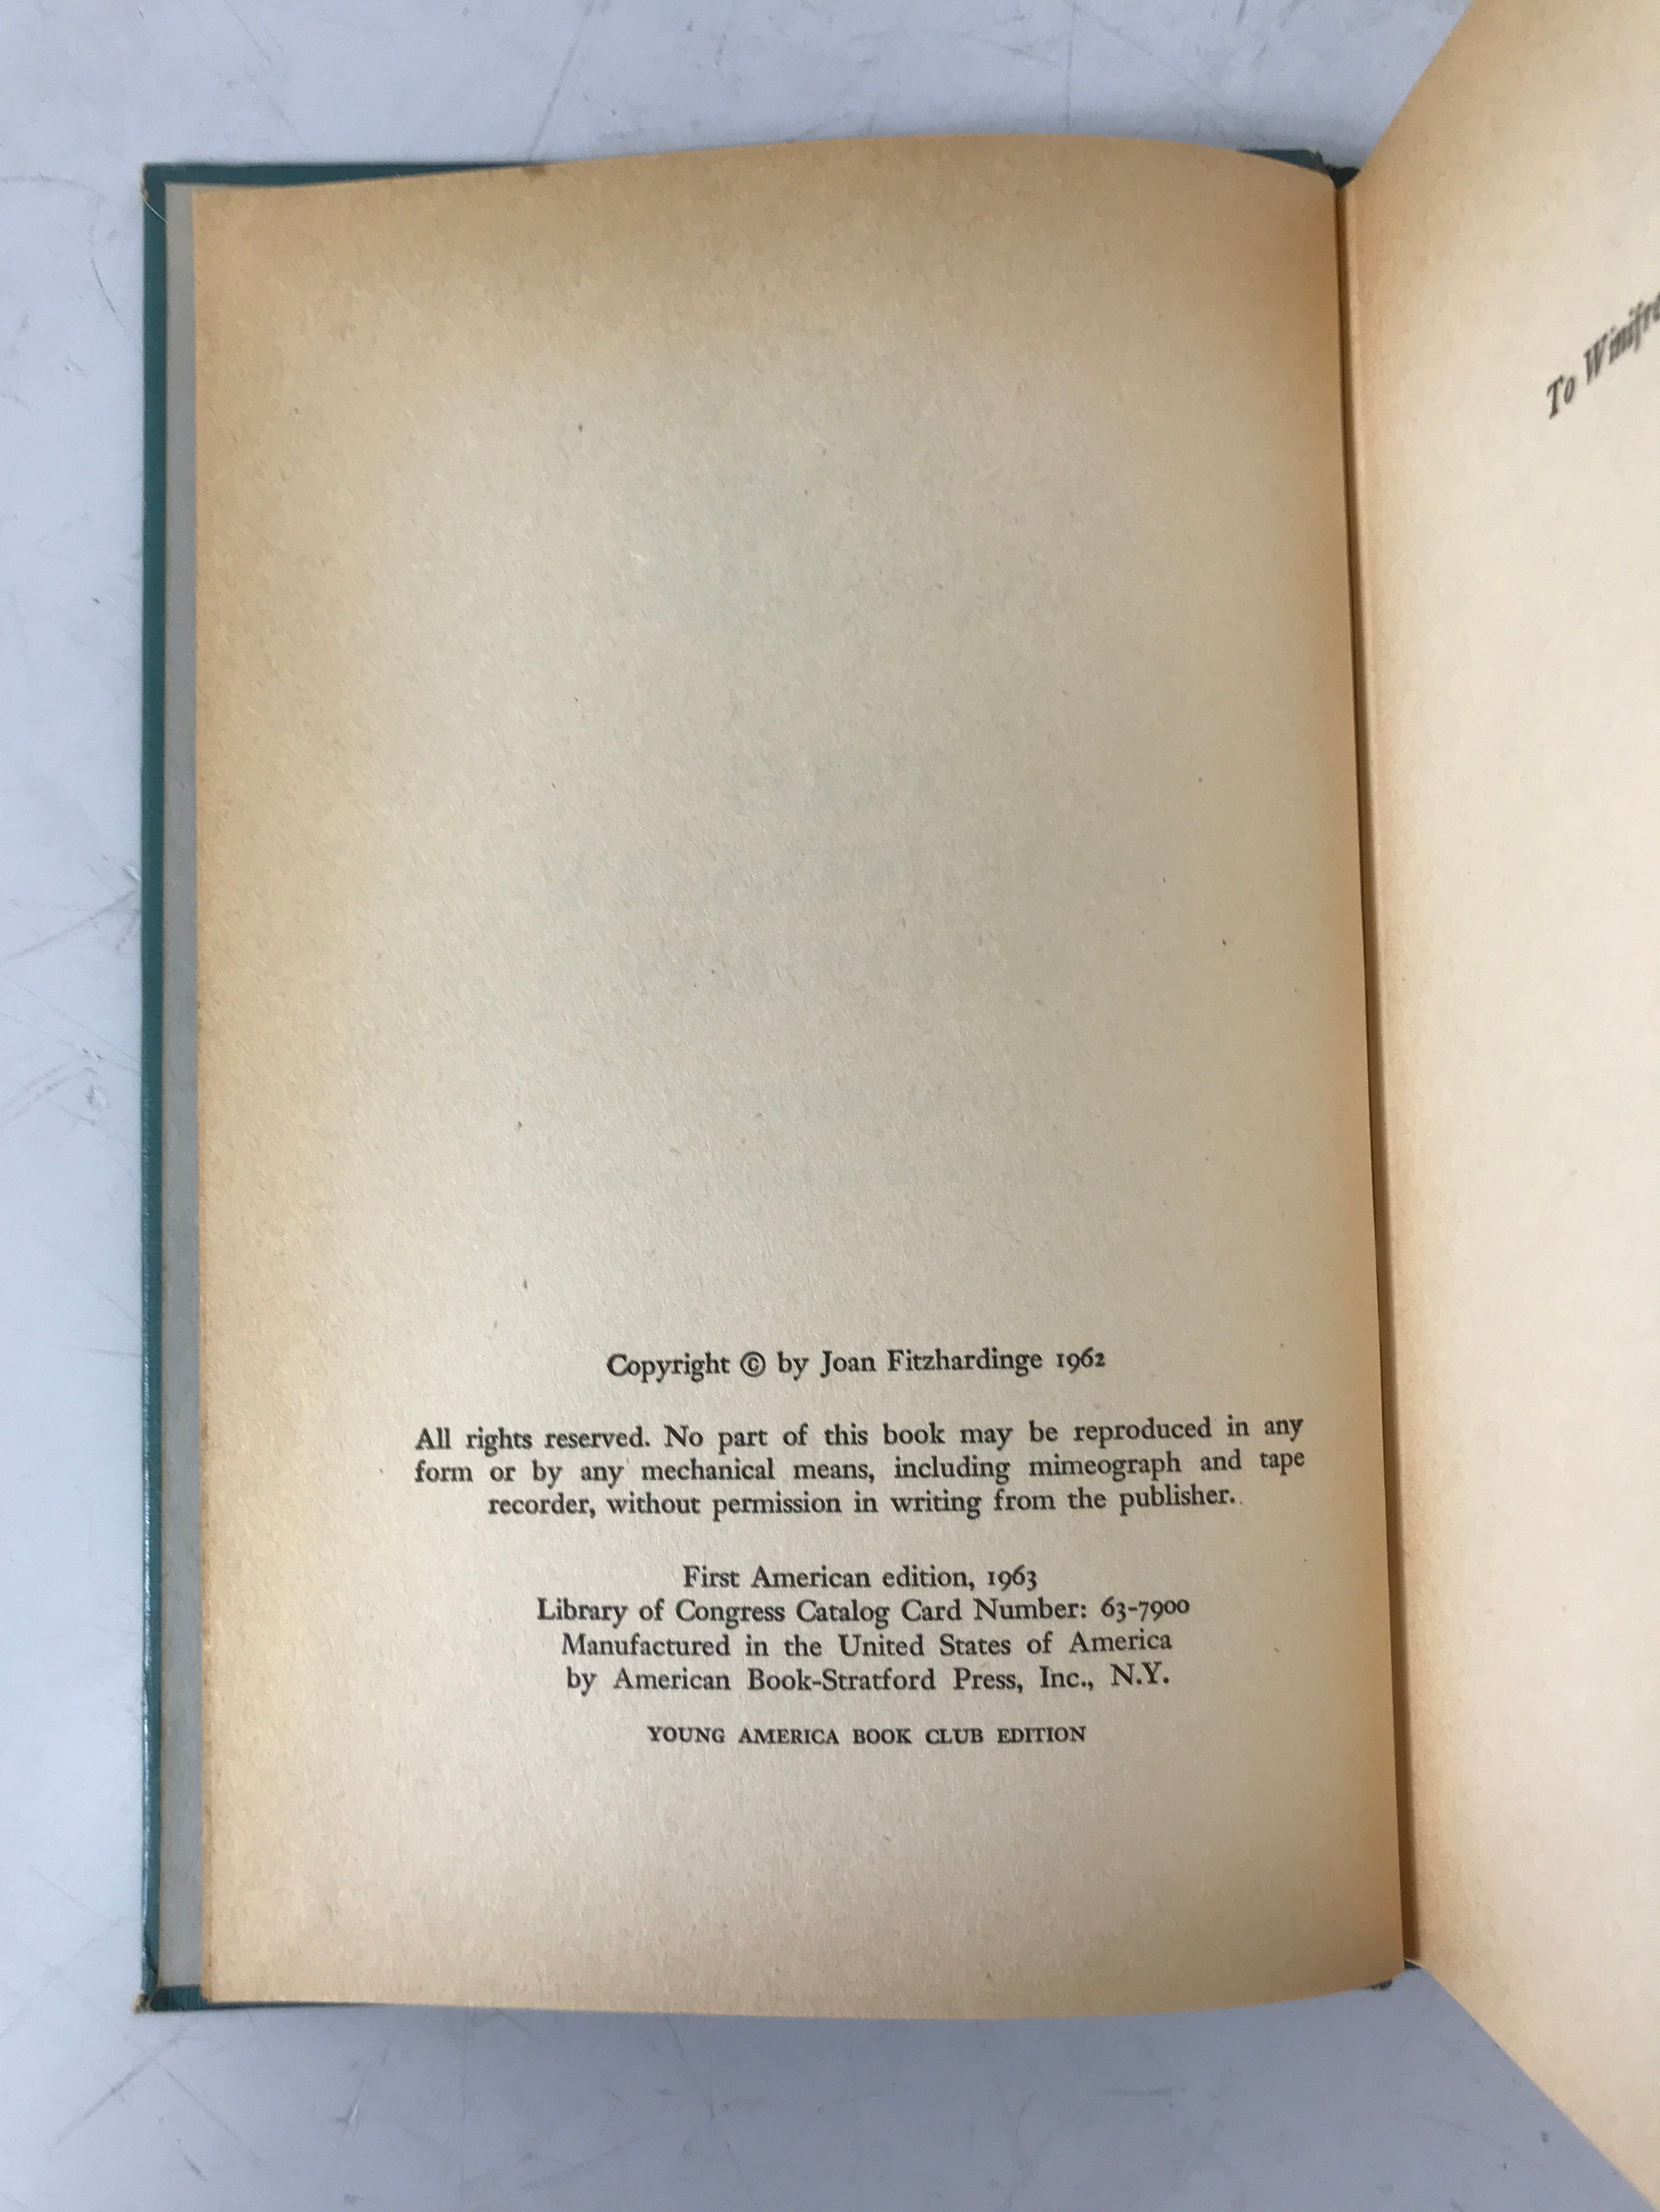 Copyright © by Joan Fitzhardinge 1962
All rights reserved. No part of this book may be reproduced in any
form or by any mechanical means, including mimeograph and tape
recorder, without permission in writing from the publisher.
First American edition, 1963
Library of Congress Catalog Card Number: 63-7900
Manufactured in the United States of America
by American Book-Stratford Press, Inc., N.Y.
YOUNG AMERICA BOOK CLUB EDITION
To